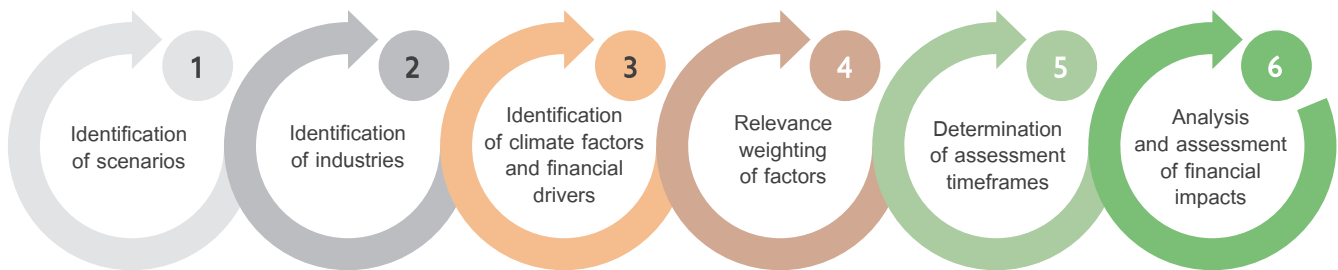 1
Identification
of scenarios
2
Identification
of industries
3
Identification
of climate factors
and financial
drivers
4
Relevance
weighting
of factors
5
Determination
of assessment
timeframes
6
Analysis
and assessment
of financial
impacts